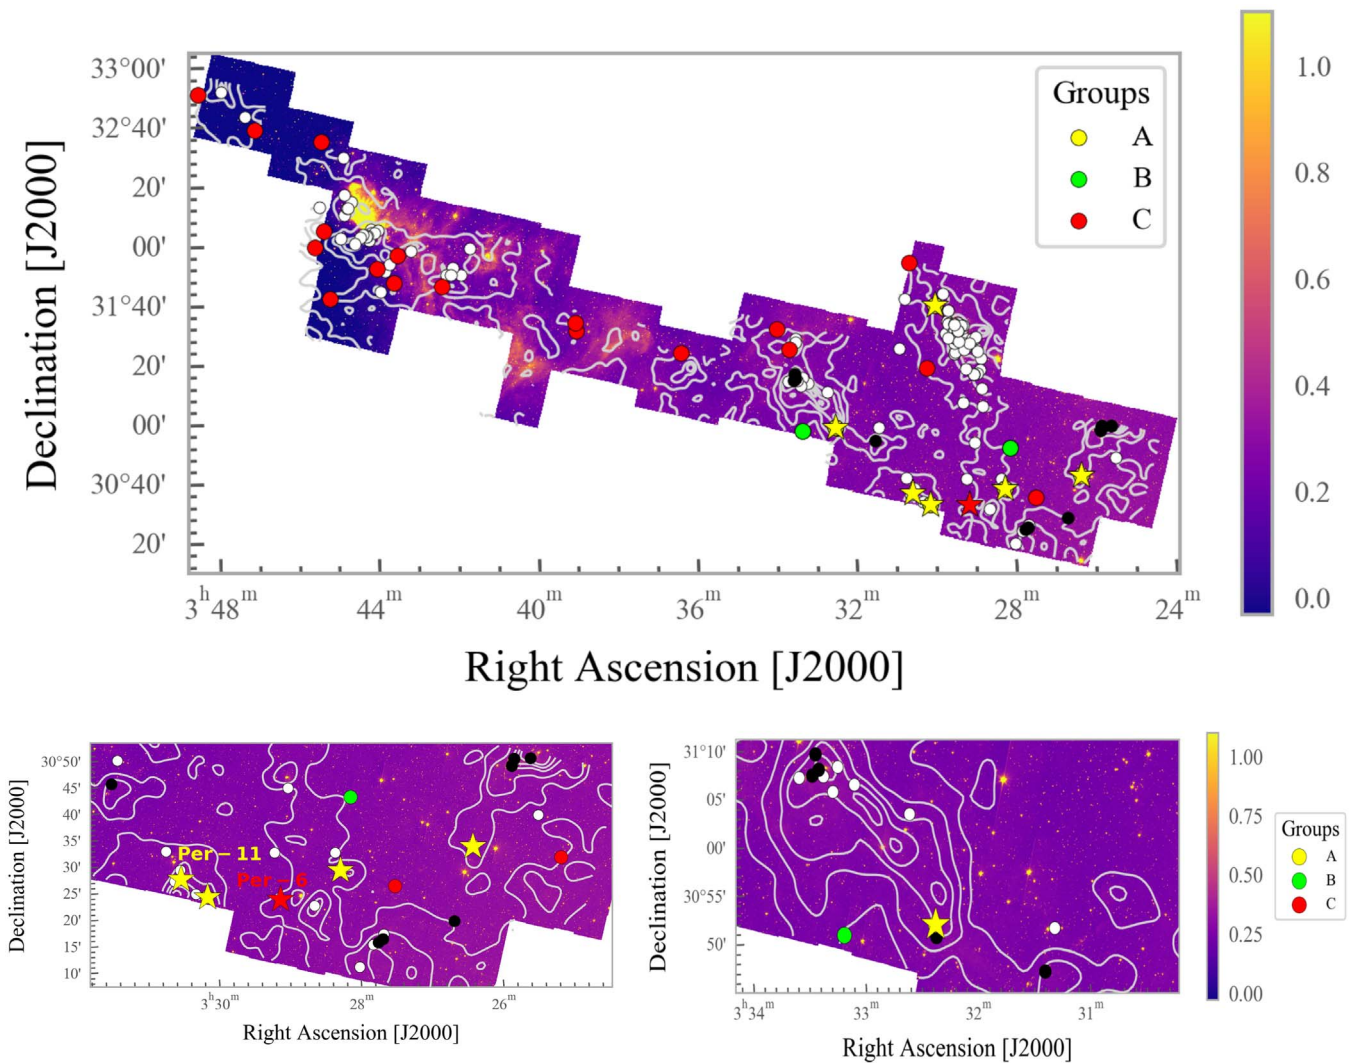 33°00'
32°40'
20'
00'
31°40'
20'
00'
30°40'
20'
Declination [J2000]
3ʰ48ᵐ 44ᵐ 40ᵐ 36ᵐ 32ᵐ 28ᵐ 24ᵐ
Right Ascension [J2000]
Groups
A
B
C
1.0
0.8
0.6
0.4
0.2
0.0
30°50'
45'
40'
35'
30'
25'
20'
15'
10'
Declination [J2000]
Per − 11
Per − 6
3ʰ30ᵐ 28ᵐ 26ᵐ
Right Ascension [J2000]
31°10'
05'
00'
30°55'
50'
Declination [J2000]
3ʰ34ᵐ 33ᵐ 32ᵐ 31ᵐ
Right Ascension [J2000]
1.00
0.75
0.50
0.25
0.00
Groups
A
B
C